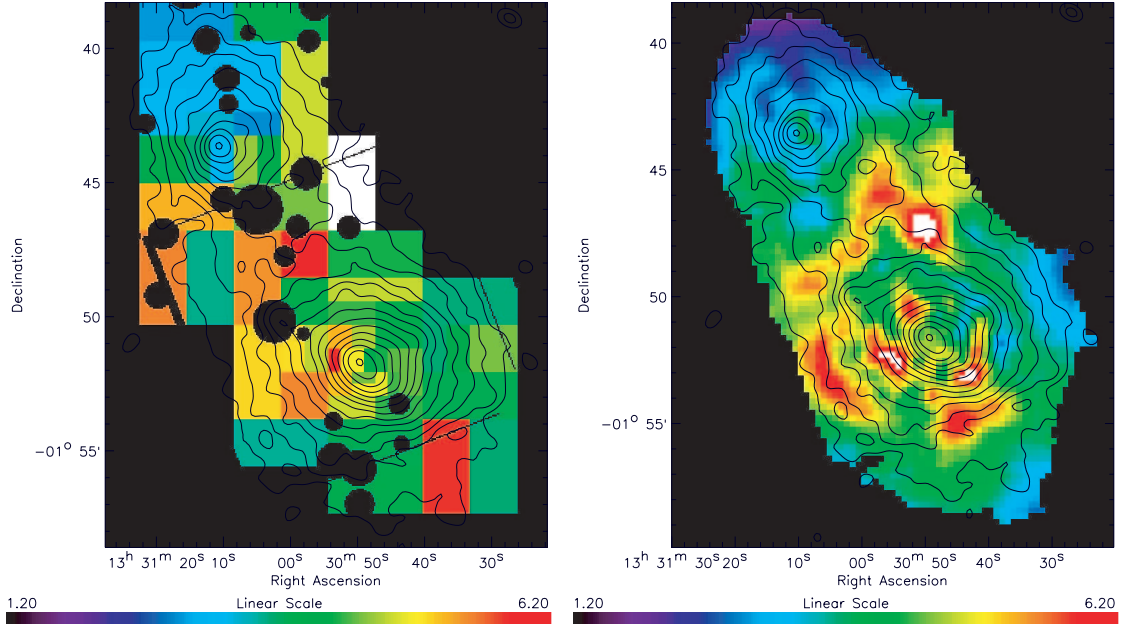 40
45
50
−01° 55'
Declination
13ʰ 31ᵐ 20ˢ 10ˢ 00ˢ 30ᵐ 50ˢ 40ˢ 30ˢ
Right Ascension
1.20 Linear Scale 6.20
40
45
50
−01° 55'
Declination
13ʰ 31ᵐ 30ˢ 20ˢ 10ˢ 00ˢ 30ᵐ 50ˢ 40ˢ 30ˢ
Right Ascension
1.20 Linear Scale 6.20